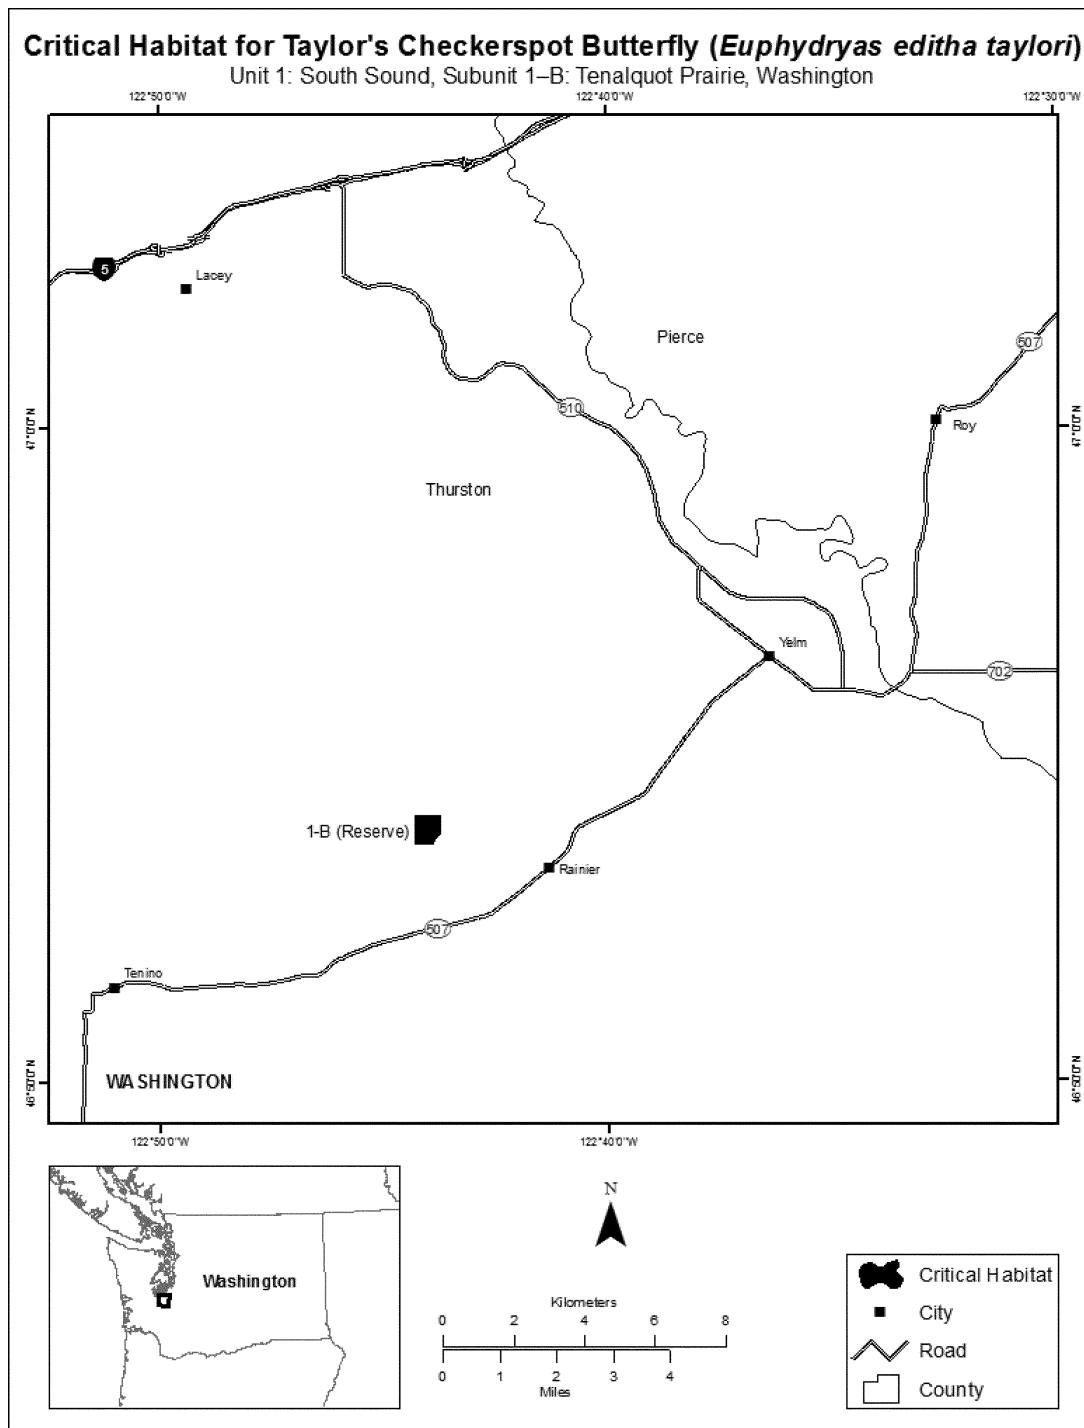 Critical Habitat for Taylor's Checkerspot Butterfly (Euphydryas editha taylori)
Unit 1: South Sound, Subunit 1–B: Tenalquot Prairie, Washington
122°50'0"W
122°40'0"W
122°30'0"W
5
Lacey
Pierce
507
510
Roy
47°0'0"N
47°0'0"N
Thurston
Yelm
702
1-B (Reserve)
Rainier
507
Tenino
WASHINGTON
46°50'0"N
46°50'0"N
122°50'0"W
122°40'0"W
N
Washington
Kilometers
0 2 4 6 8
0 1 2 3 4
Miles
Critical Habitat
City
Road
County